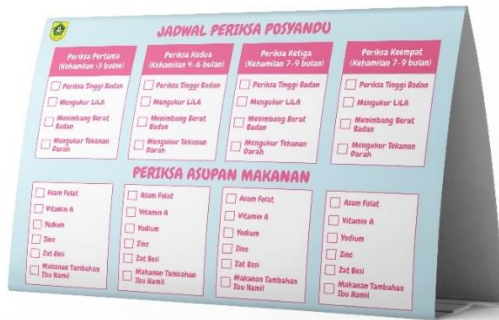 JADWAL PERIKSA POSYANDU
Periksa Pertama
(Kehamilan <3 bulan)
Periksa Tinggi Badan
Mengukur LiLA
Menimbang Berat
Badan
Mengukur Tekanan
Darah
Periksa Kedua
(Kehamilan 4-6 bulan)
Periksa Tinggi Badan
Mengukur LiLA
Menimbang Berat
Badan
Mengukur Tekanan
Darah
Periksa Ketiga
(Kehamilan 7-9 bulan)
Periksa Tinggi Badan
Mengukur LiLA
Menimbang Berat
Badan
Mengukur Tekanan
Darah
Periksa Keempat
(Kehamilan 7-9 bulan)
Periksa Tinggi Badan
Mengukur LiLA
Menimbang Berat
Badan
Mengukur Tekanan
Darah
PERIKSA ASUPAN MAKANAN
Asam Folat
Vitamin A
Yodium
Zinc
Zat Besi
Makanan Tambahan
Ibu Hamil
Asam Folat
Vitamin A
Yodium
Zinc
Zat Besi
Makanan Tambahan
Ibu Hamil
Asam Folat
Vitamin A
Yodium
Zinc
Zat Besi
Makanan Tambahan
Ibu Hamil
Asam Folat
Vitamin A
Yodium
Zinc
Zat Besi
Makanan Tambahan
Ibu Hamil